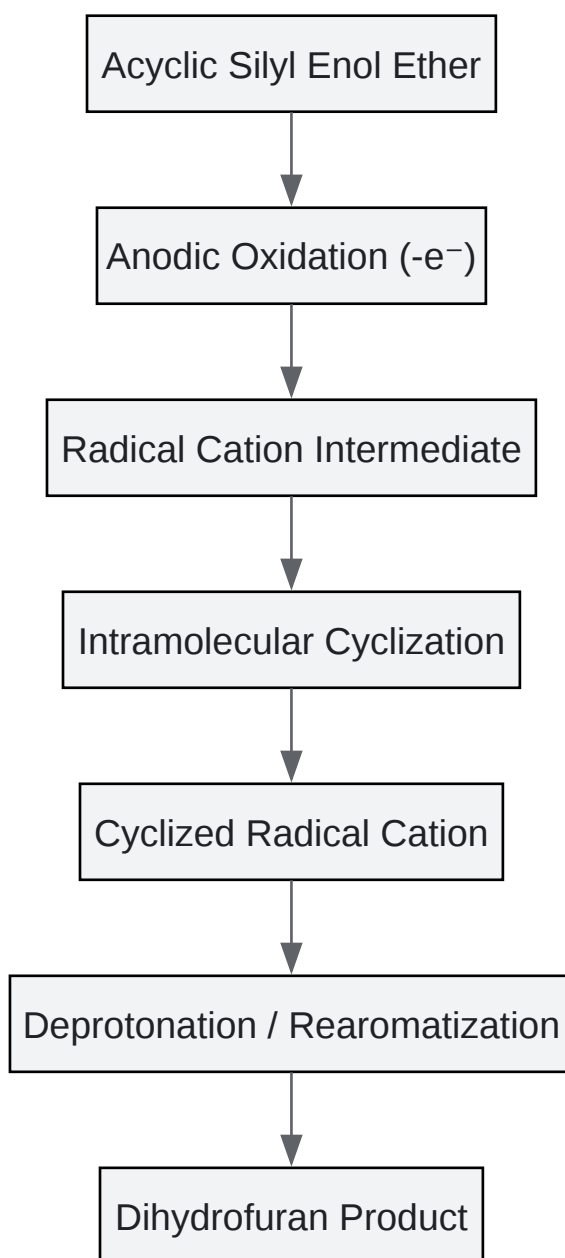 Acyclic Silyl Enol Ether
Anodic Oxidation (-e⁻)
Radical Cation Intermediate
Intramolecular Cyclization
Cyclized Radical Cation
Deprotonation / Rearomatization
Dihydrofuran Product